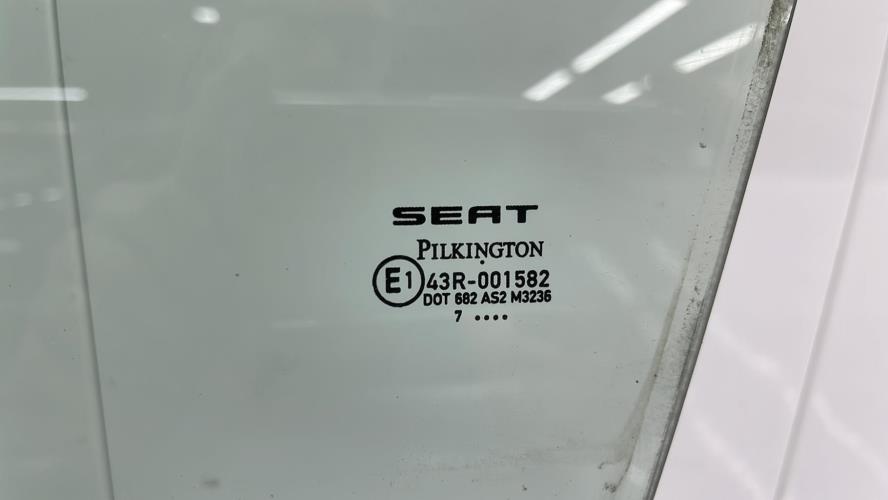 SEAT
PILKINGTON
E1 43R-001582
DOT 682 AS2 M3236
7 ••••